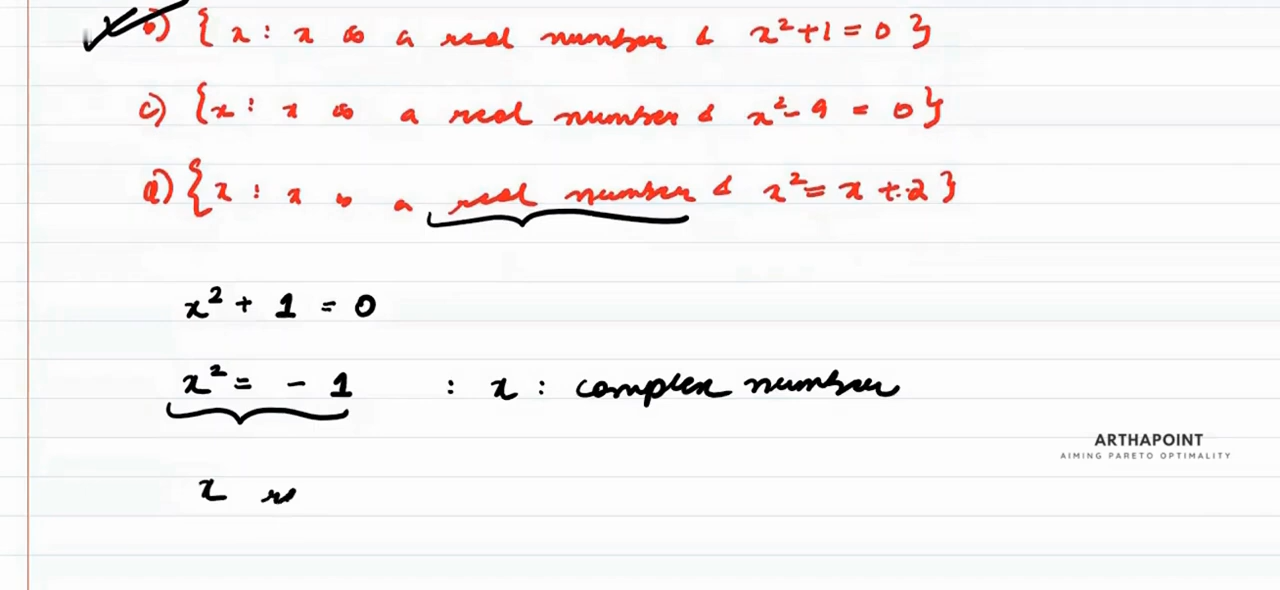 b) { x : x is a real number & x² + 1 = 0 }
c) { x : x is a real number & x² - 9 = 0 }
d) { x : x is a real number & x² = x + 2 }
x² + 1 = 0
x² = - 1 : x : complex number
ARTHAPOINT
AIMING PARETO OPTIMALITY
x